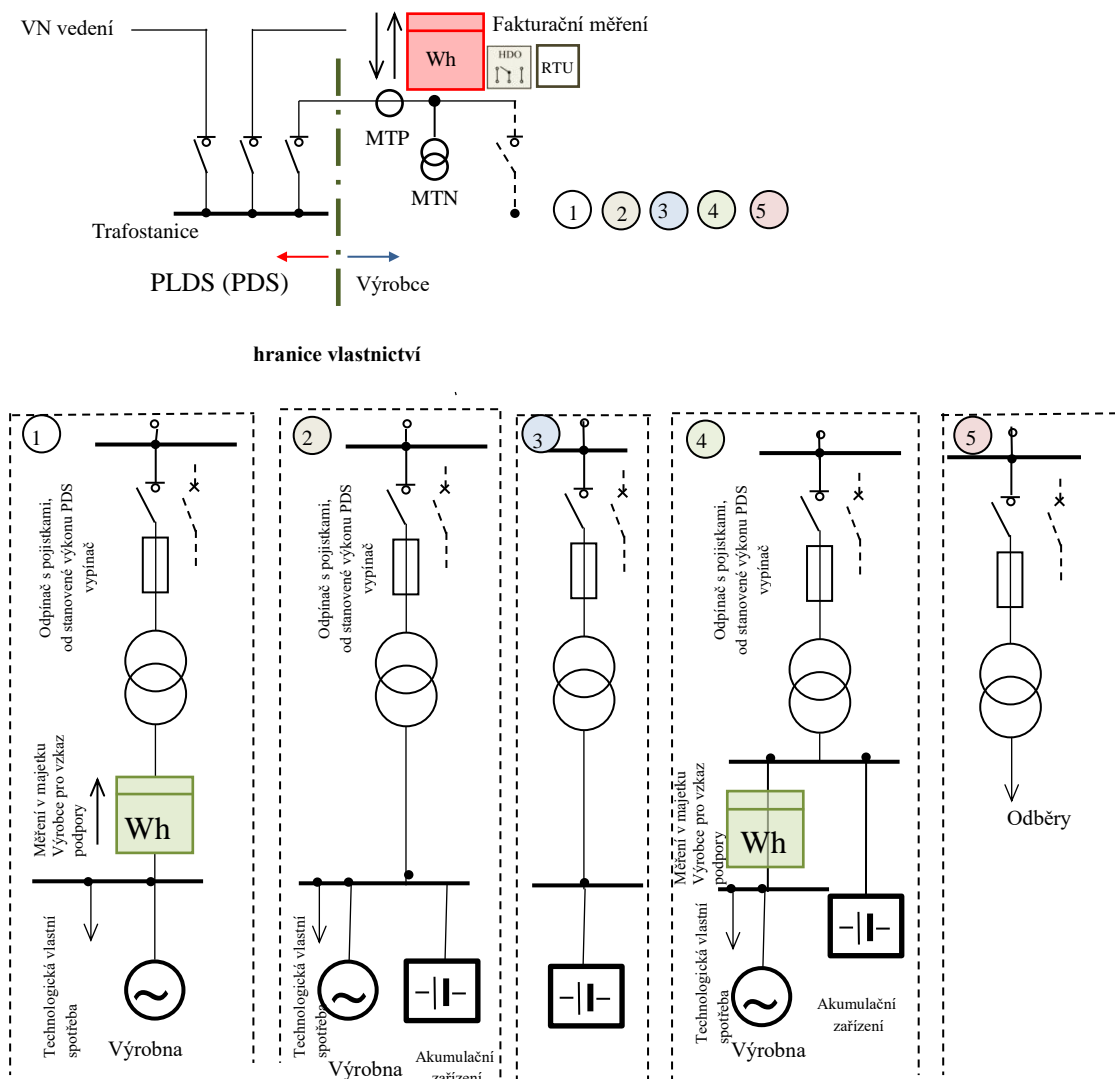 VN vedení
Fakturační měření
Wh
HDO
RTU
MTP
MTN
Trafostanice
1
2
3
4
5
PLDS (PDS)
Výrobce
hranice vlastnictví
1
Odpínač s pojistkami,
od stanovené výkonu PDS
vypínač
Měření v majetku
Výrobce pro vzkaz
podpory
Wh
Technologická vlastní
spotřeba
Výrobna
2
Odpínač s pojistkami,
od stanovené výkonu PDS
vypínač
Technologická vlastní
spotřeba
Výrobna
Akumulační
zařízení
3
4
Odpínač s pojistkami,
od stanovené výkonu PDS
vypínač
Měření v majetku
Výrobce pro vzkaz
podpory
Wh
Technologická vlastní
spotřeba
Výrobna
Akumulační
zařízení
5
Odběry